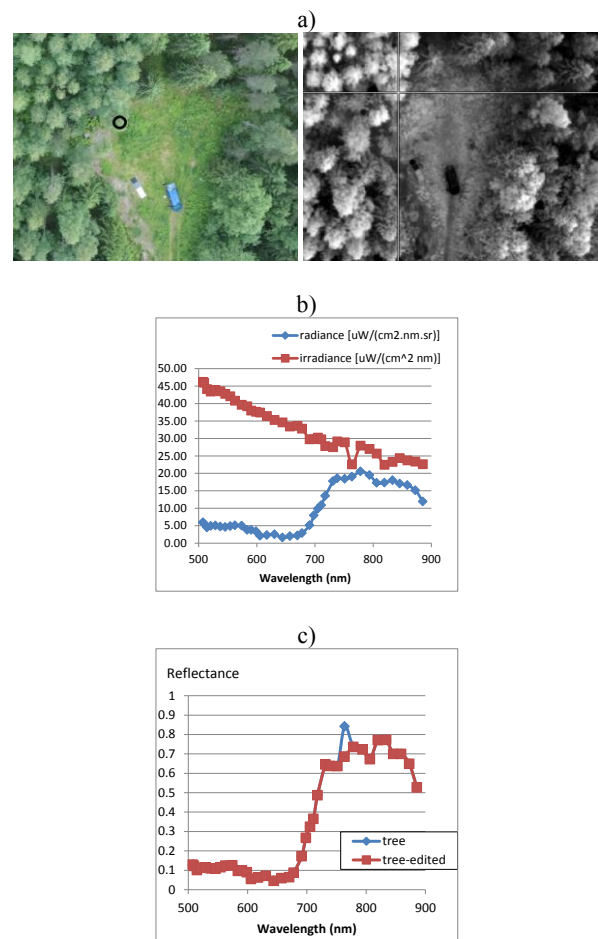 a)
b)
radiance [uW/(cm2.nm.sr)]
irradiance [uW/(cm^2 nm)]
50.00
45.00
40.00
35.00
30.00
25.00
20.00
15.00
10.00
5.00
0.00
500 600 700 800 900
Wavelength (nm)
c)
Reflectance
1
0.9
0.8
0.7
0.6
0.5
0.4
0.3
0.2
0.1
0
tree
tree-edited
500 600 700 800 900
Wavelength (nm)